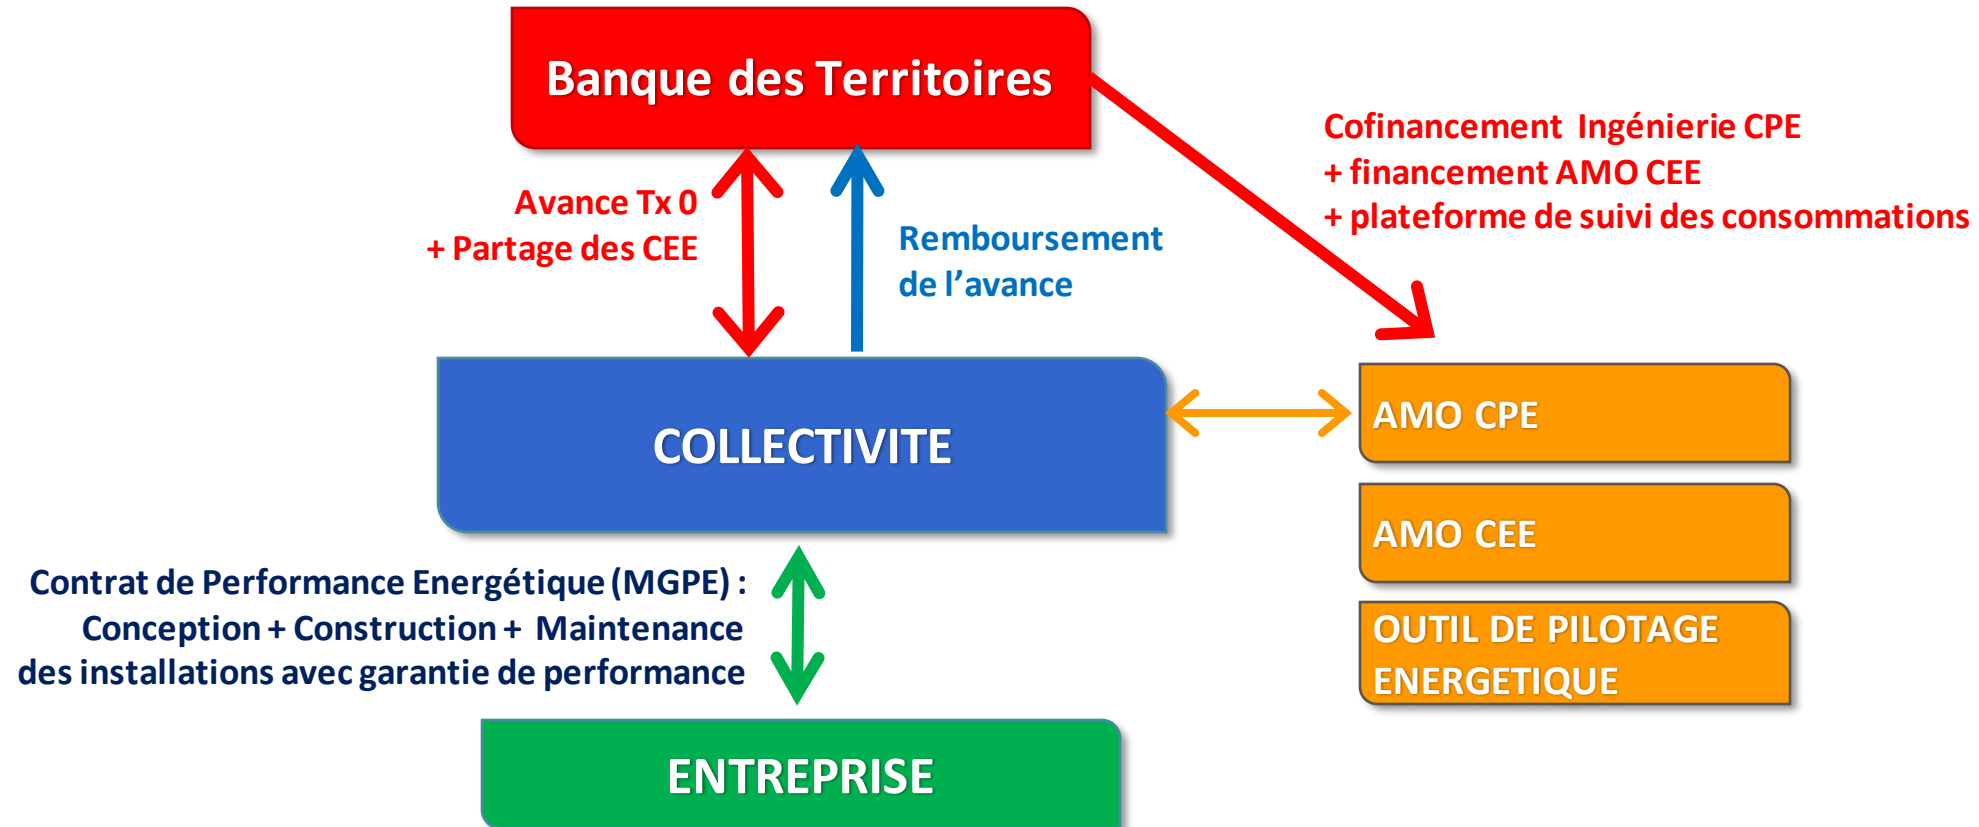 Banque des Territoires
Cofinancement Ingénierie CPE
+ financement AMO CEE
+ plateforme de suivi des consommations
Avance Tx 0
+ Partage des CEE
Remboursement
de l’avance
COLLECTIVITE
AMO CPE
AMO CEE
OUTIL DE PILOTAGE
ENERGETIQUE
Contrat de Performance Energétique (MGPE) :
Conception + Construction + Maintenance
des installations avec garantie de performance
ENTREPRISE